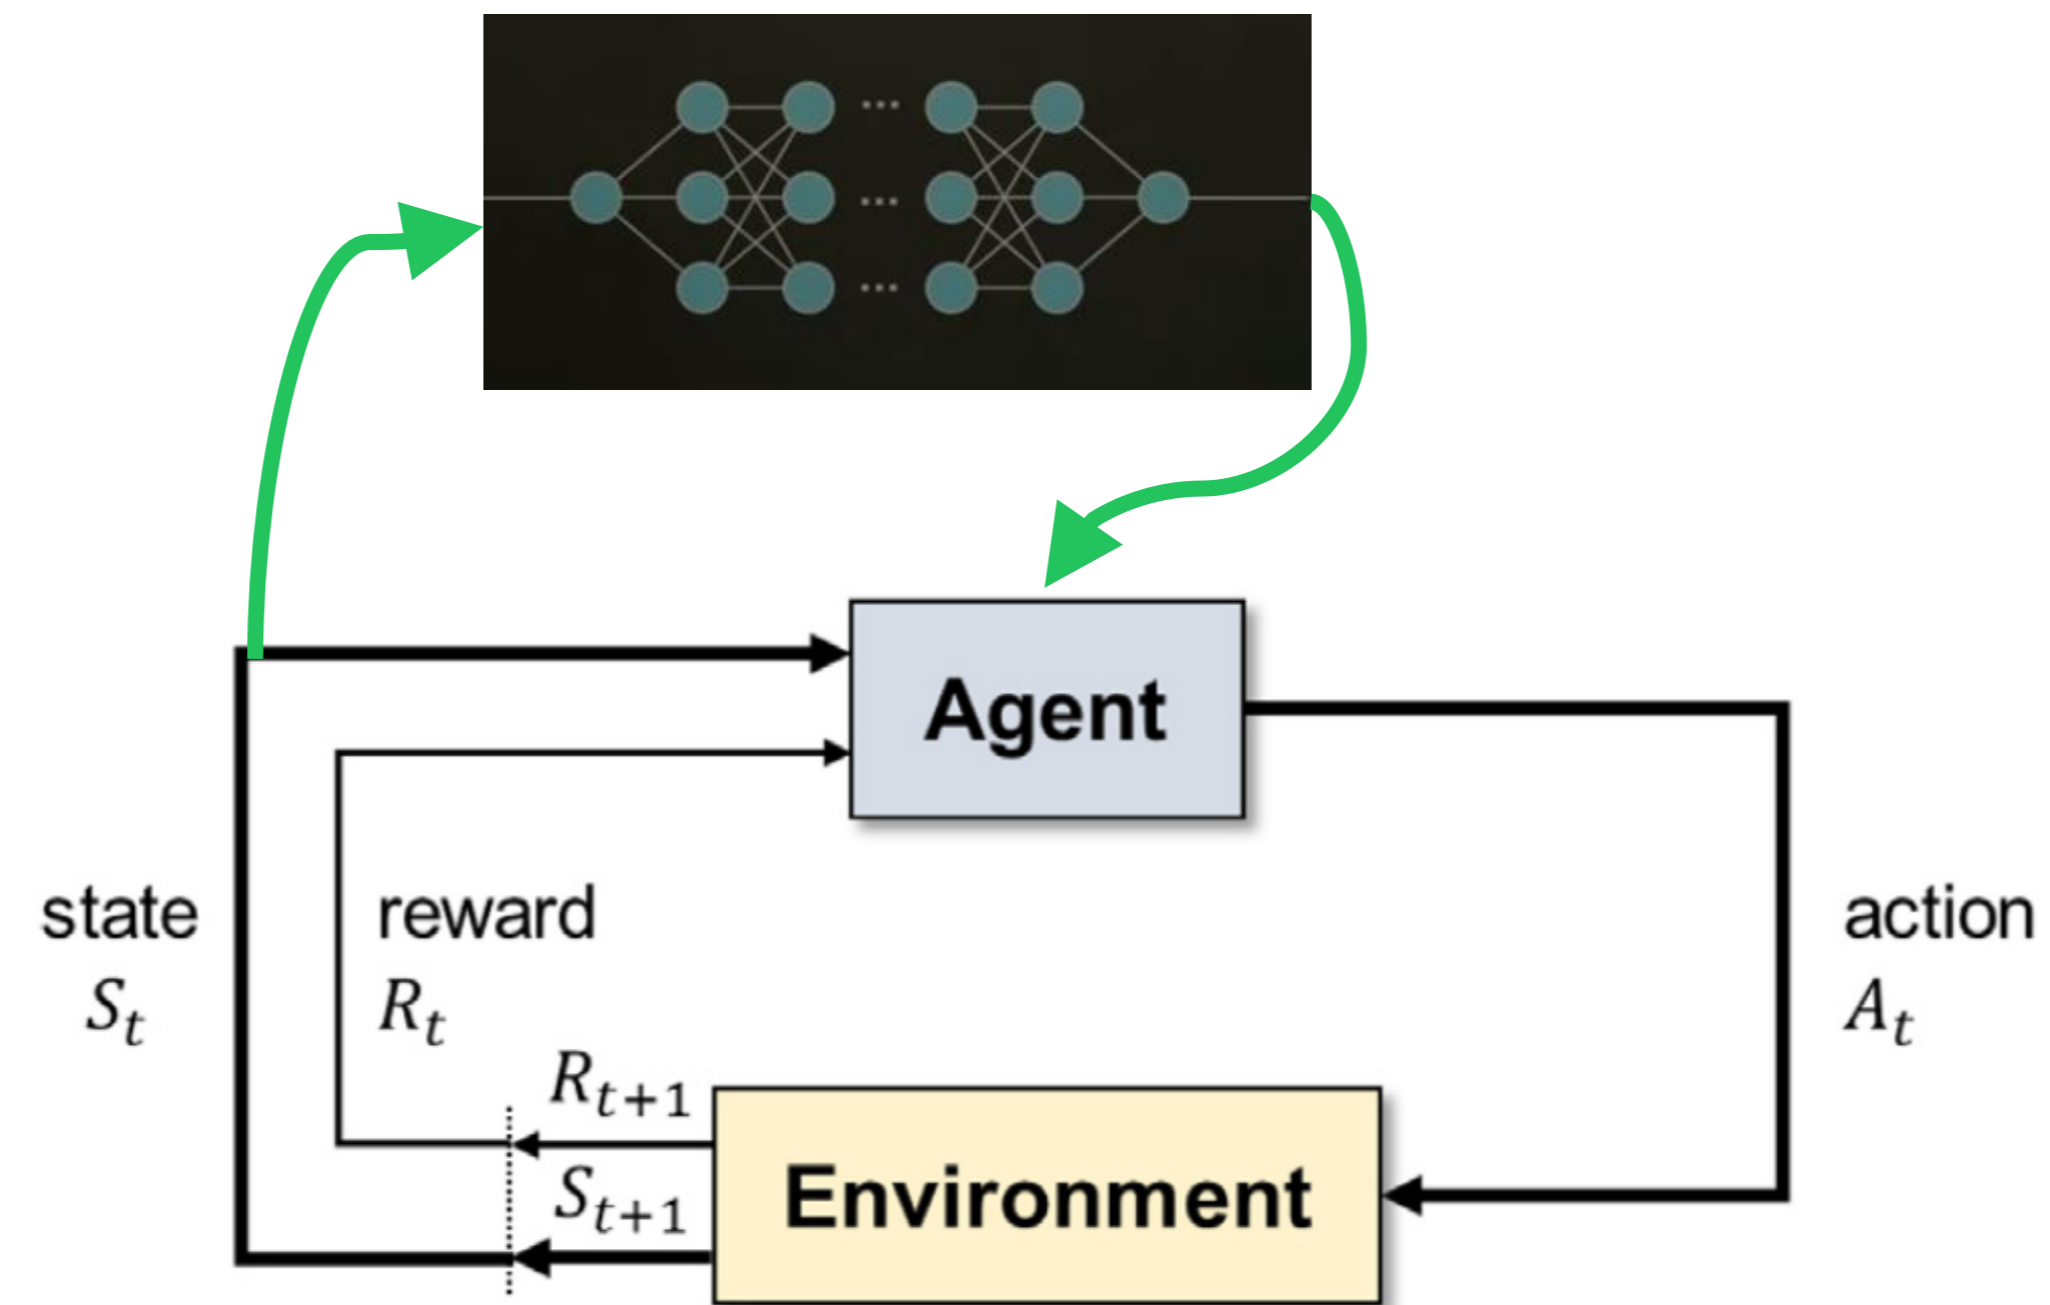 Agent
state
S_t
reward
R_t
action
A_t
R_{t+1}
S_{t+1}
Environment